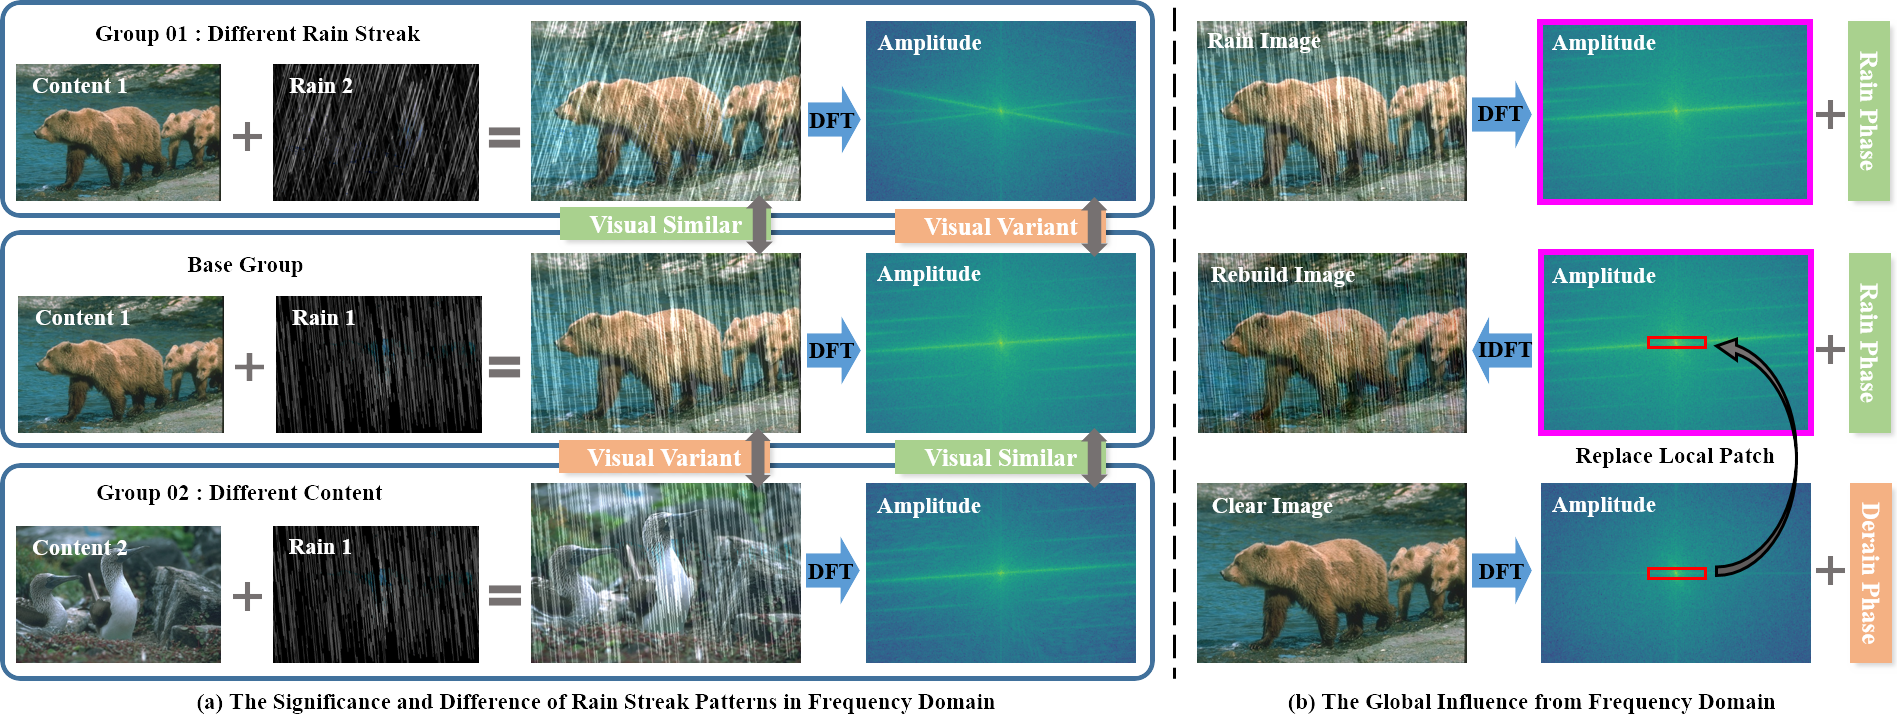 Group 01 : Different Rain Streak
Content 1
Rain 2
DFT
Amplitude
Visual Similar
Visual Variant
Base Group
Content 1
Rain 1
DFT
Amplitude
Visual Variant
Visual Similar
Group 02 : Different Content
Content 2
Rain 1
DFT
Amplitude
(a) The Significance and Difference of Rain Streak Patterns in Frequency Domain
Rain Image
DFT
Amplitude
Rain Phase
Rebuild Image
IDFT
Amplitude
Rain Phase
Replace Local Patch
Clear Image
DFT
Amplitude
Derain Phase
(b) The Global Influence from Frequency Domain